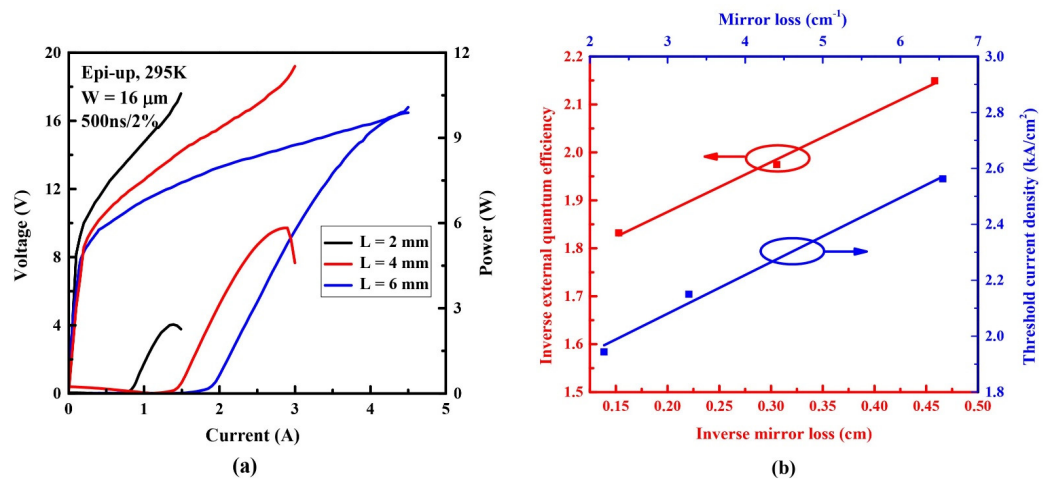 20
16
12
8
4
0
Voltage (V)
Epi-up, 295K
W = 16 μm
500ns/2%
L = 2 mm
L = 4 mm
L = 6 mm
12
9
6
3
0
Power (W)
0 1 2 3 4 5
Current (A)
(a)
Mirror loss (cm-1)
2 3 4 5 6 7
2.2
2.1
2.0
1.9
1.8
1.7
1.6
1.5
Inverse external quantum efficiency
3.0
2.8
2.6
2.4
2.2
2.0
1.8
Threshold current density (kA/cm2)
0.15 0.20 0.25 0.30 0.35 0.40 0.45 0.50
Inverse mirror loss (cm)
(b)